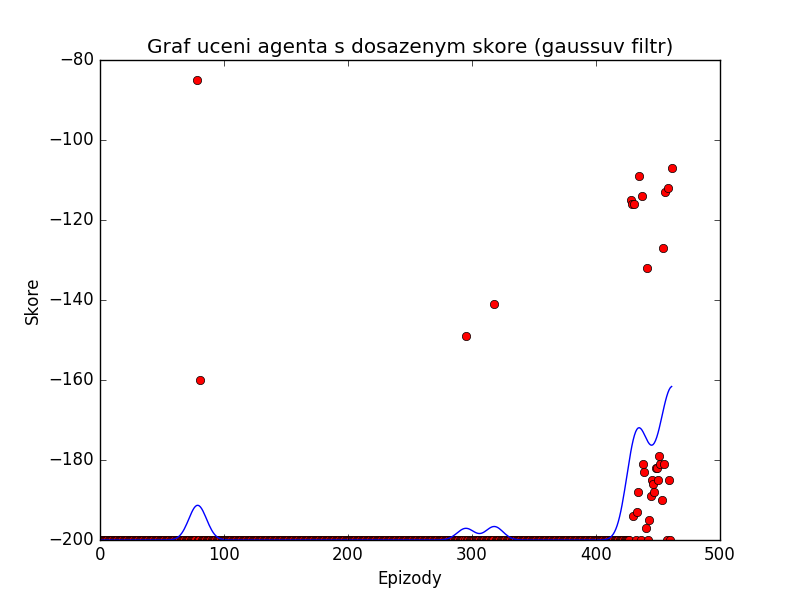 Graf uceni agenta s dosazenym skore (gaussuv filtr)
−80
−100
−120
−140
−160
−180
−200
Skore
0 100 200 300 400 500
Epizody